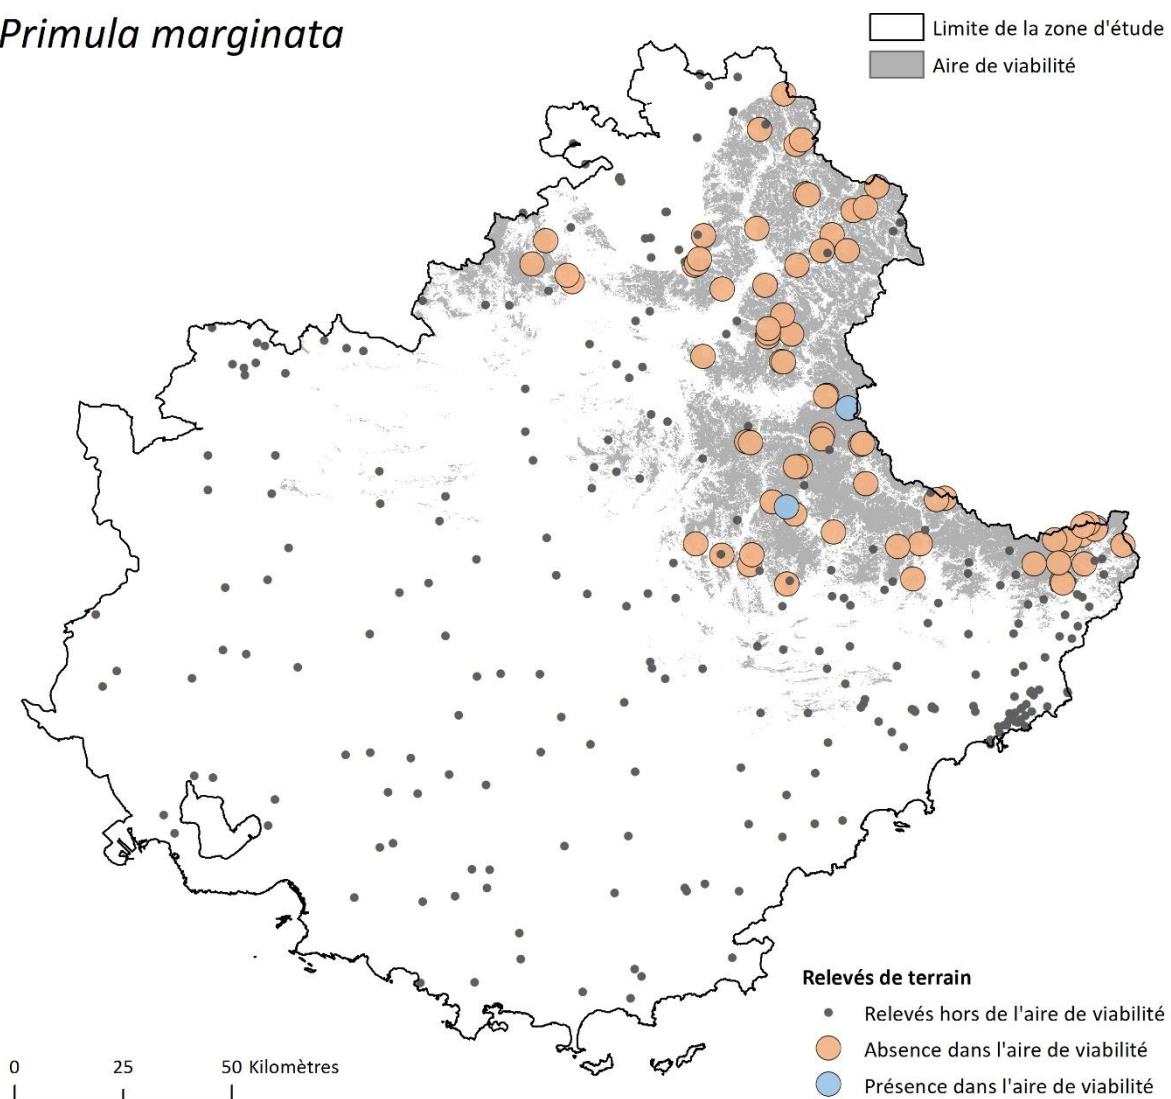 Primula marginata
Limite de la zone d'étude
Aire de viabilité
Relevés de terrain
Relevés hors de l'aire de viabilité
Absence dans l'aire de viabilité
Présence dans l'aire de viabilité
0 25 50 Kilomètres